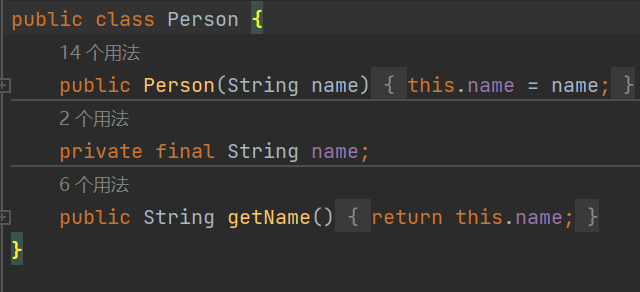 public class Person {
14 个用法
public Person(String name) { this.name = name; }
2 个用法
private final String name;
6 个用法
public String getName() { return this.name; }
}